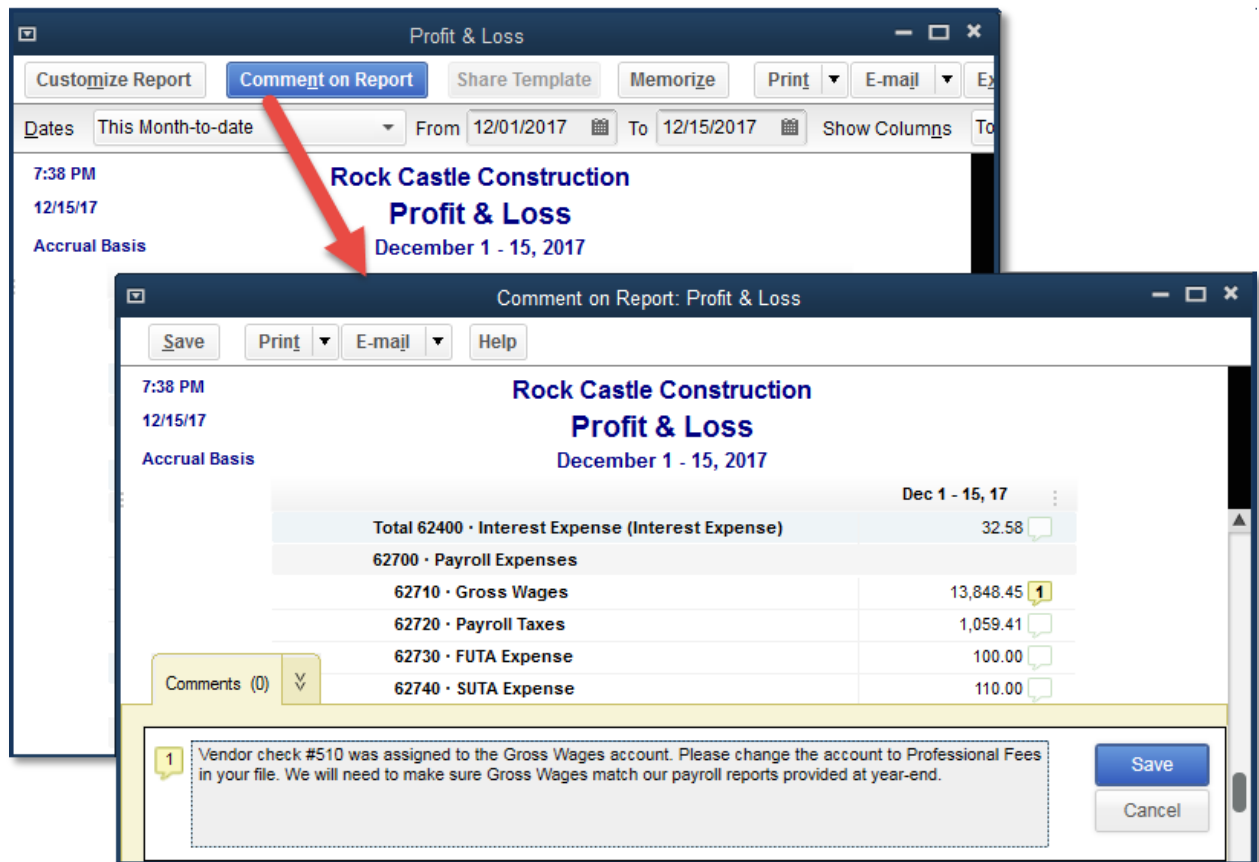 Profit & Loss
Customize Report Comment on Report Share Template Memorize Print E-mail Ex
Dates This Month-to-date From 12/01/2017 To 12/15/2017 Show Columns To
7:38 PM Rock Castle Construction
12/15/17 Profit & Loss
Accrual Basis December 1 - 15, 2017
Comment on Report: Profit & Loss
Save Print E-mail Help
7:38 PM Rock Castle Construction
12/15/17 Profit & Loss
Accrual Basis December 1 - 15, 2017
Dec 1 - 15, 17
Total 62400 · Interest Expense (Interest Expense) 32.58
62700 · Payroll Expenses
62710 · Gross Wages 13,848.45 1
62720 · Payroll Taxes 1,059.41
62730 · FUTA Expense 100.00
62740 · SUTA Expense 110.00
Comments (0)
1 Vendor check #510 was assigned to the Gross Wages account. Please change the account to Professional Fees
in your file. We will need to make sure Gross Wages match our payroll reports provided at year-end.
Save
Cancel